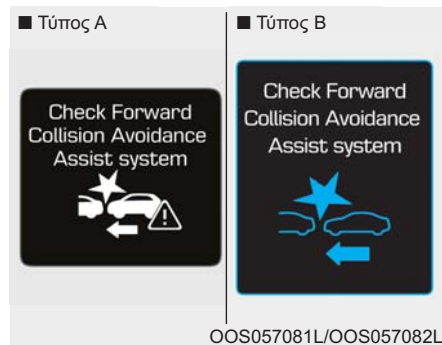 ■ Τύπος A
■ Τύπος B
Check Forward
Collision Avoidance
Assist system
Check Forward
Collision Avoidance
Assist system
OOS057081L/OOS057082L